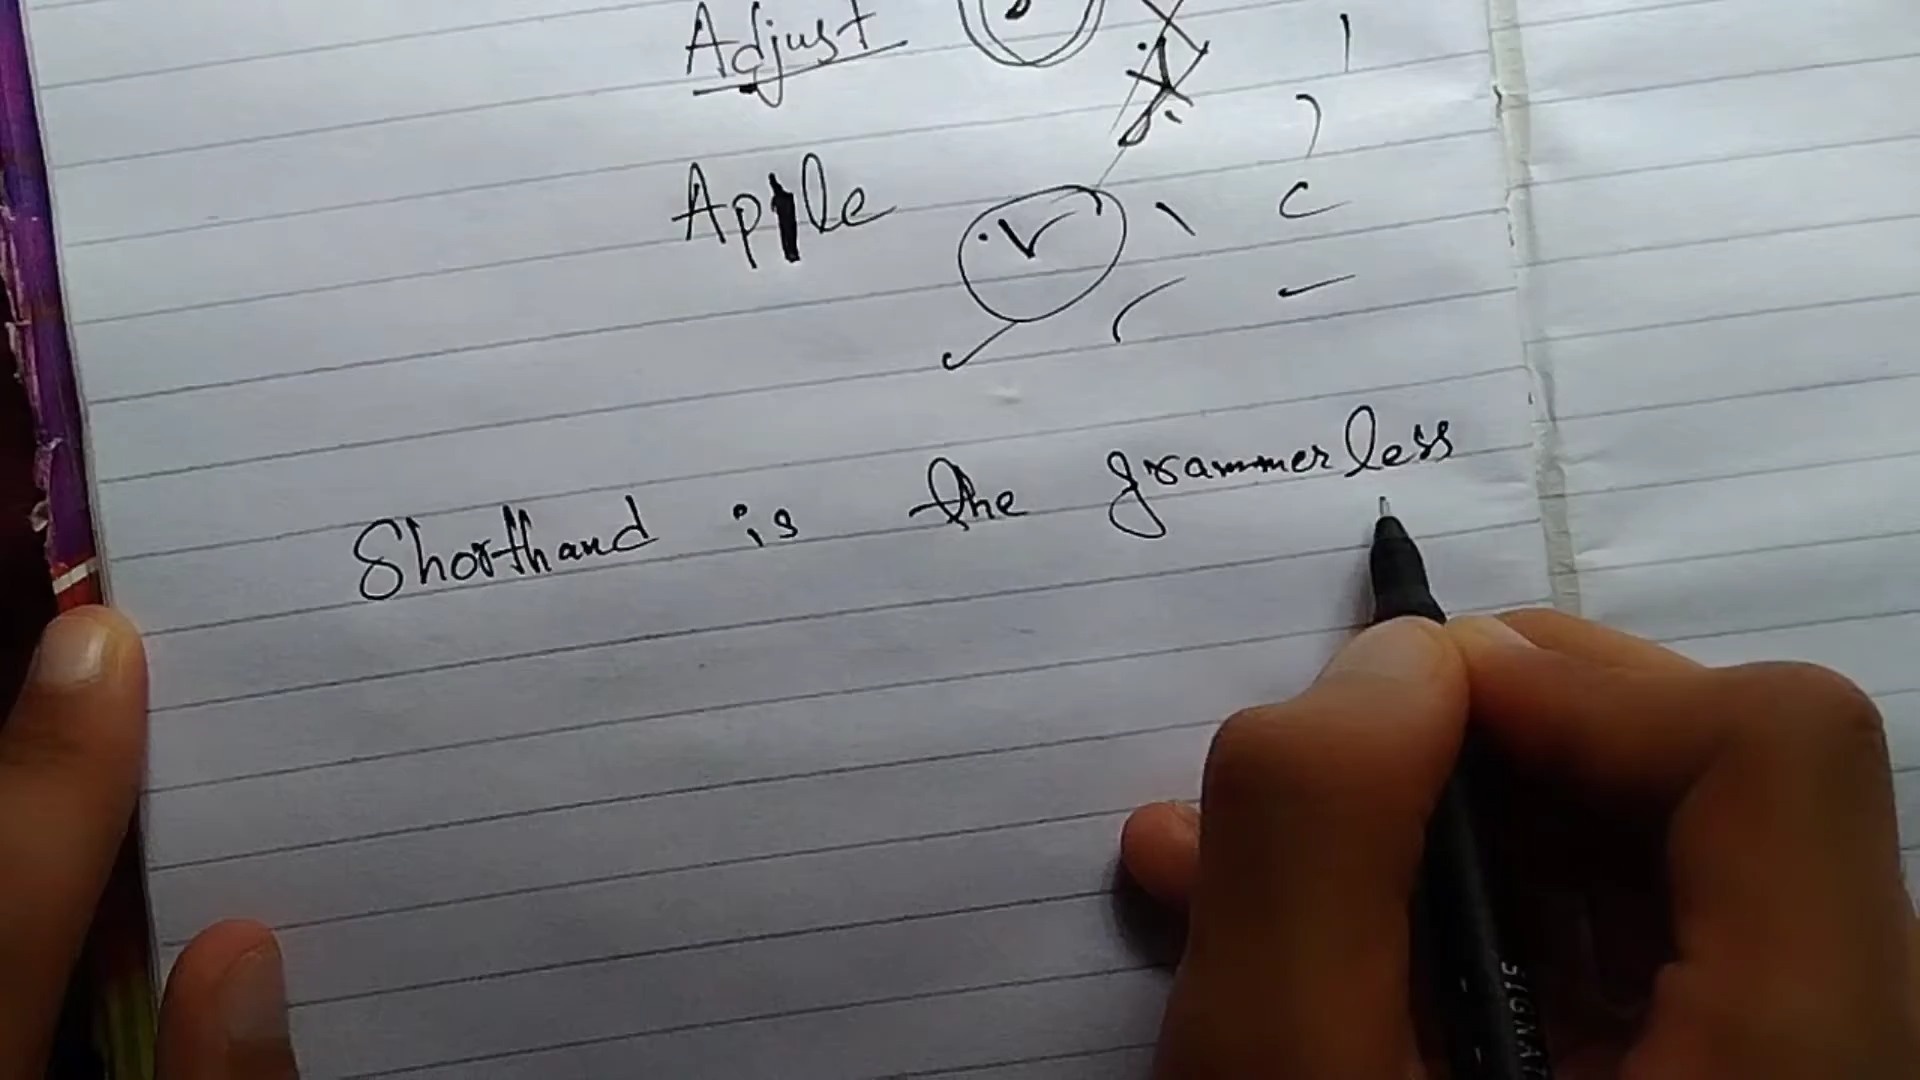 Adjust
Apple
Shorthand is the grammerless